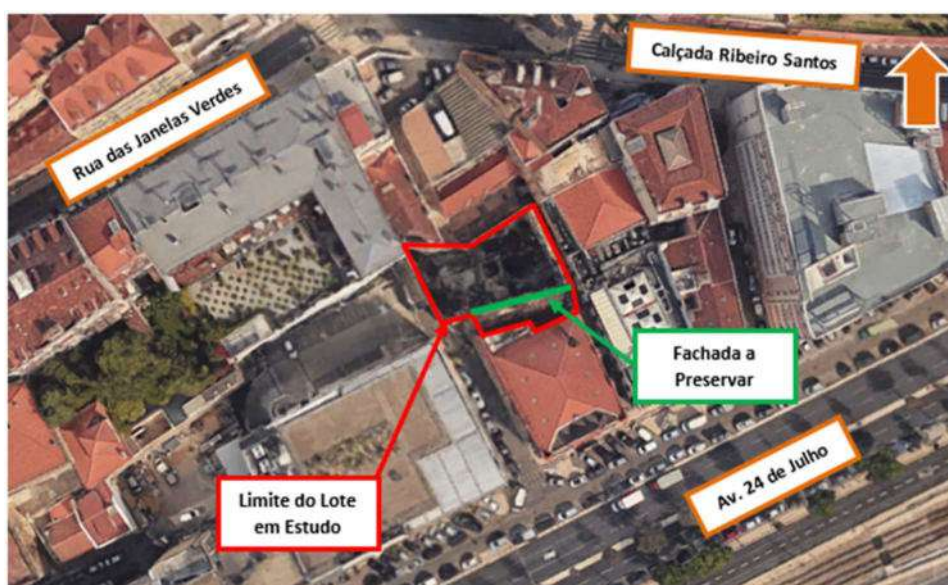 Calçada Ribeiro Santos
Rua das Janelas Verdes
Fachada a
Preservar
Av. 24 de Julho
Limite do Lote
em Estudo